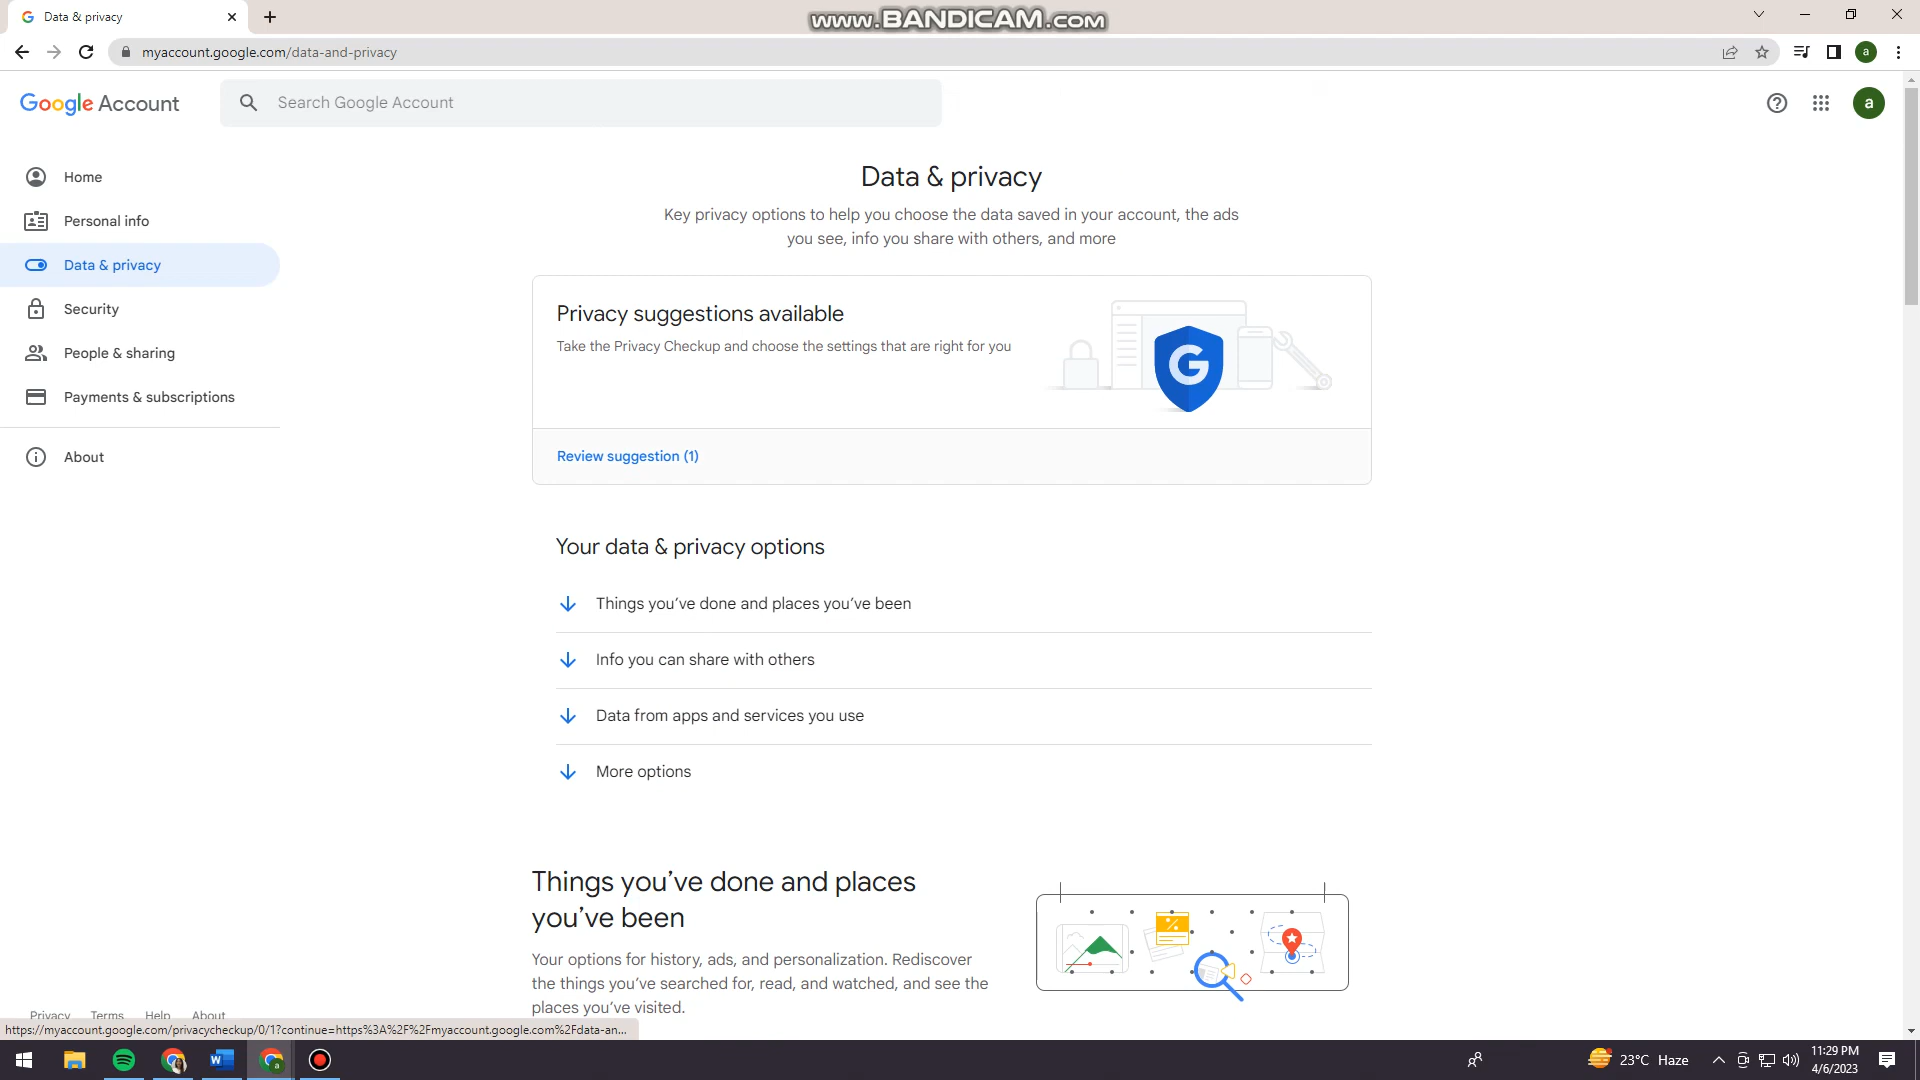 Data & privacy
www.BANDICAM.com
myaccount.google.com/data-and-privacy
a
Google Account
Search Google Account
a
Home
Personal info
Data & privacy
Security
People & sharing
Payments & subscriptions
About
Data & privacy
Key privacy options to help you choose the data saved in your account, the ads
you see, info you share with others, and more
Privacy suggestions available
Take the Privacy Checkup and choose the settings that are right for you
G
Review suggestion (1)
Your data & privacy options
Things you’ve done and places you’ve been
Info you can share with others
Data from apps and services you use
More options
Things you’ve done and places
you’ve been
Your options for history, ads, and personalization. Rediscover
the things you’ve searched for, read, and watched, and see the
places you’ve visited.
%
Privacy Terms Help About
https://myaccount.google.com/privacycheckup/0/1?continue=https%3A%2F%2Fmyaccount.google.com%2Fdata-an...
W
a
23°C Haze
11:29 PM
4/6/2023